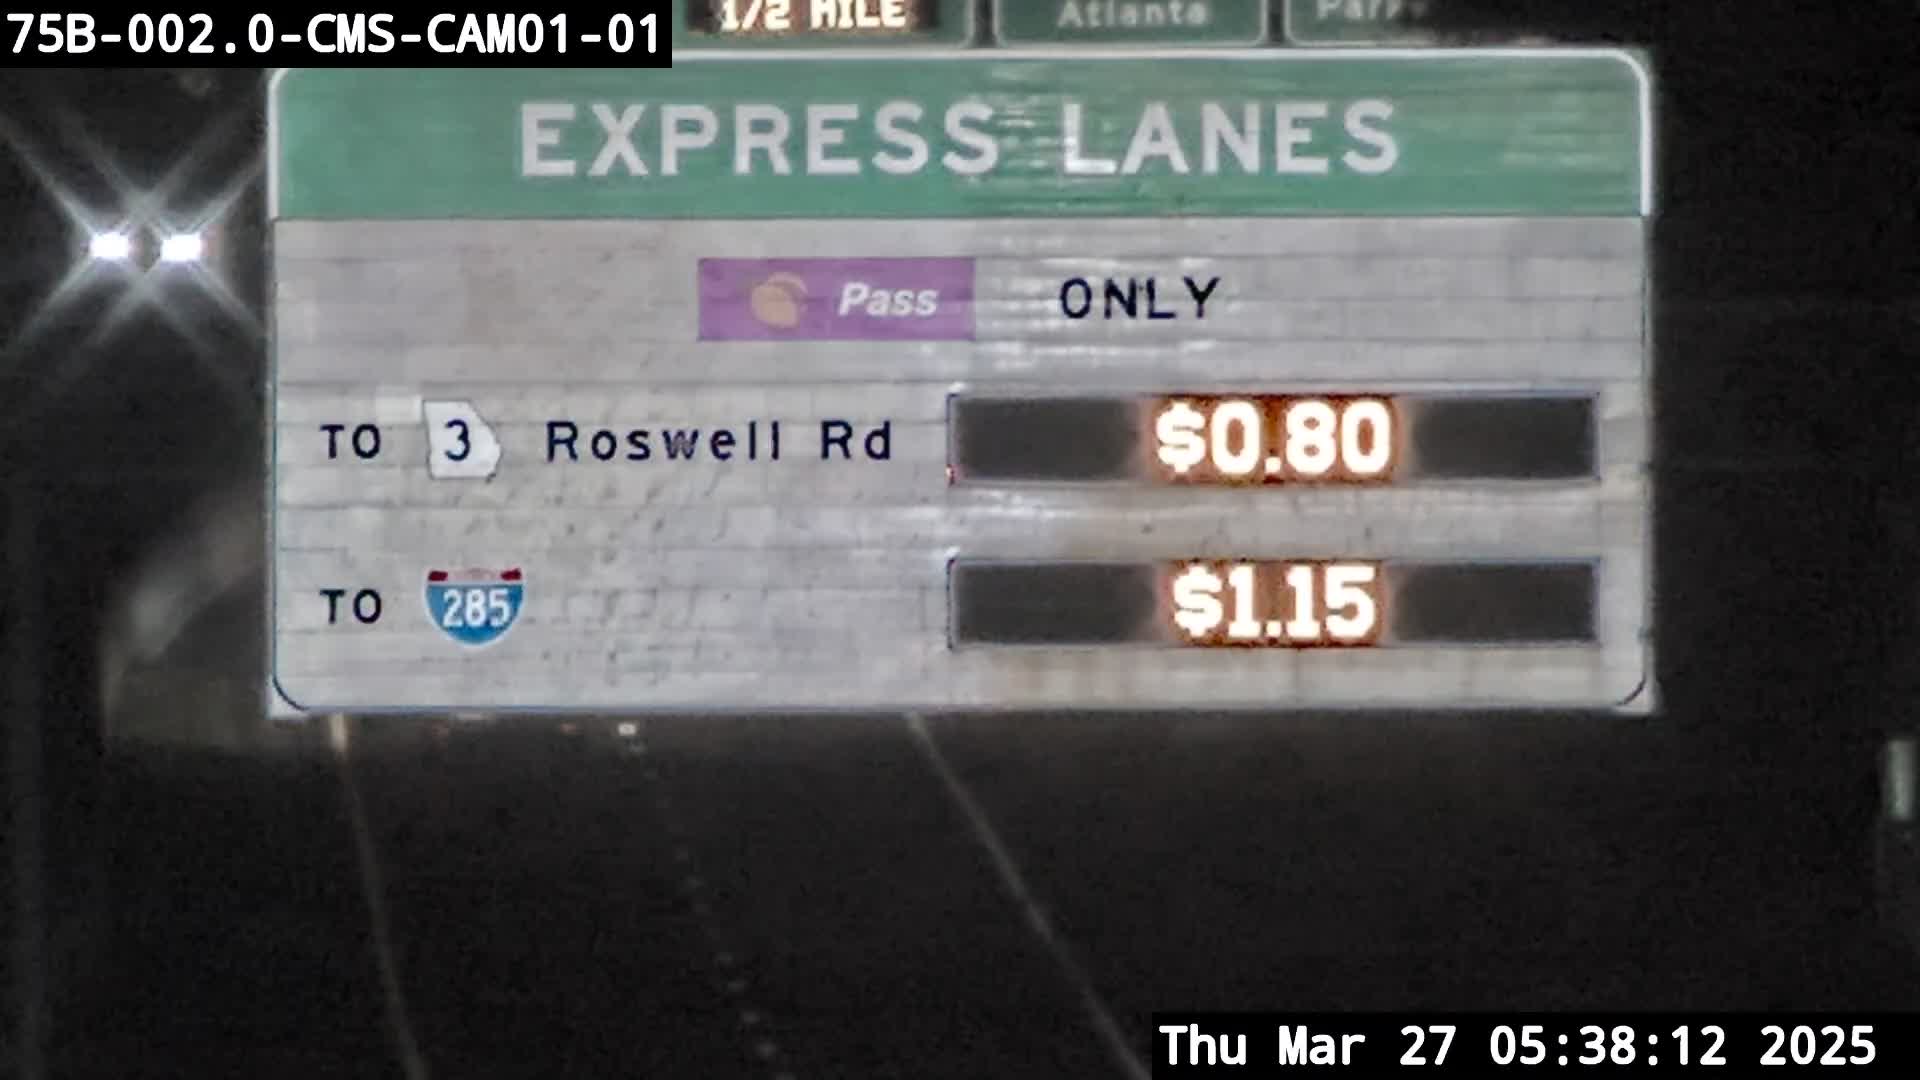 75B-002.0-CMS-CAM01-01
1/2 MILE
Atlanta
EXPRESS LANES
Pass ONLY
TO 3 Roswell Rd $0.80
TO 285 $1.15
Thu Mar 27 05:38:12 2025